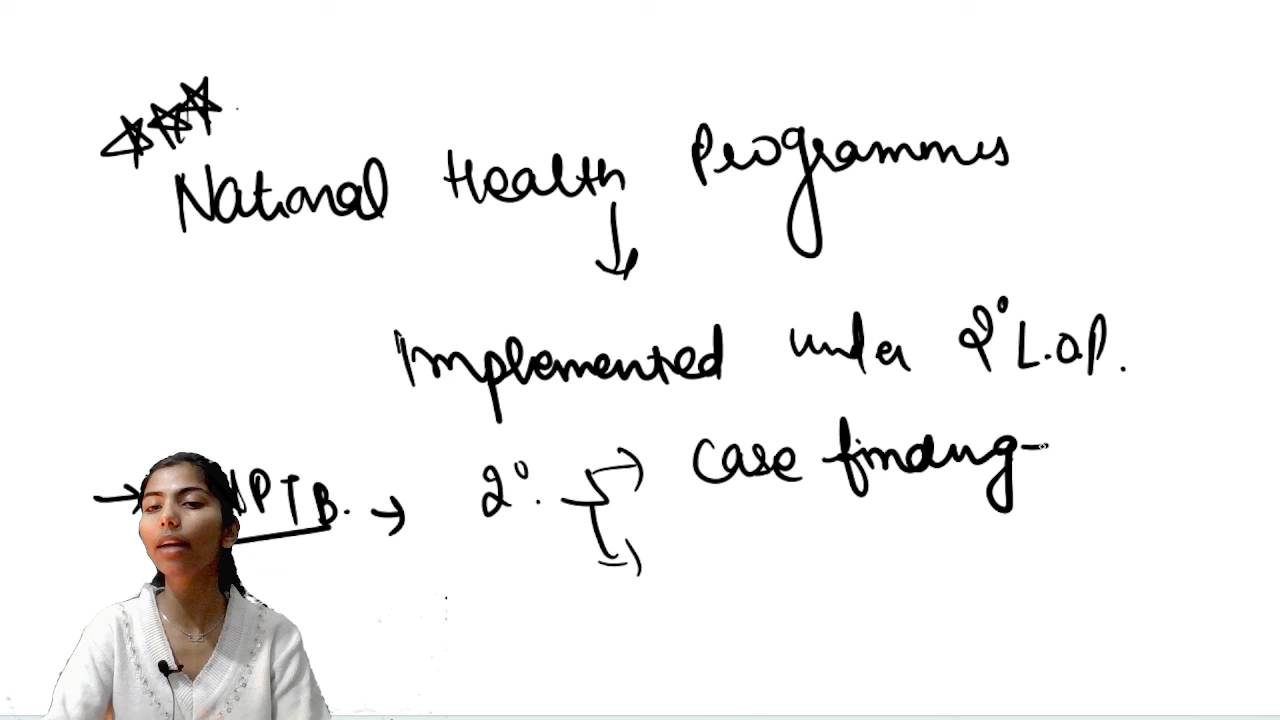 National Health Programmes
Implemented under 2° L.O.P.
2°. case finding
PTB.